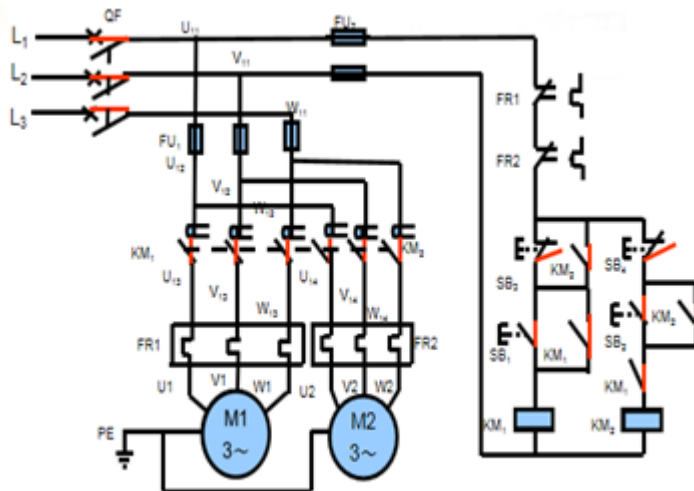 QF
U₁₁
FU₂
L₁
V₁₁
L₂
W₁₁
L₃
FR1
FU₁
U₁₂
FR2
V₁₂
W₁₃
KM₁
KM₂
U₁₃
U₁₄
V₁₃
V₁₄
W₁₃
W₁₄
SB₃
KM₂
SB₄
FR1
FR2
SB₁
KM₁
SB₂
KM₂
KM₁
U1
V1
W1
U2
V2
W2
M1
3~
M2
3~
PE
KM₁
KM₂